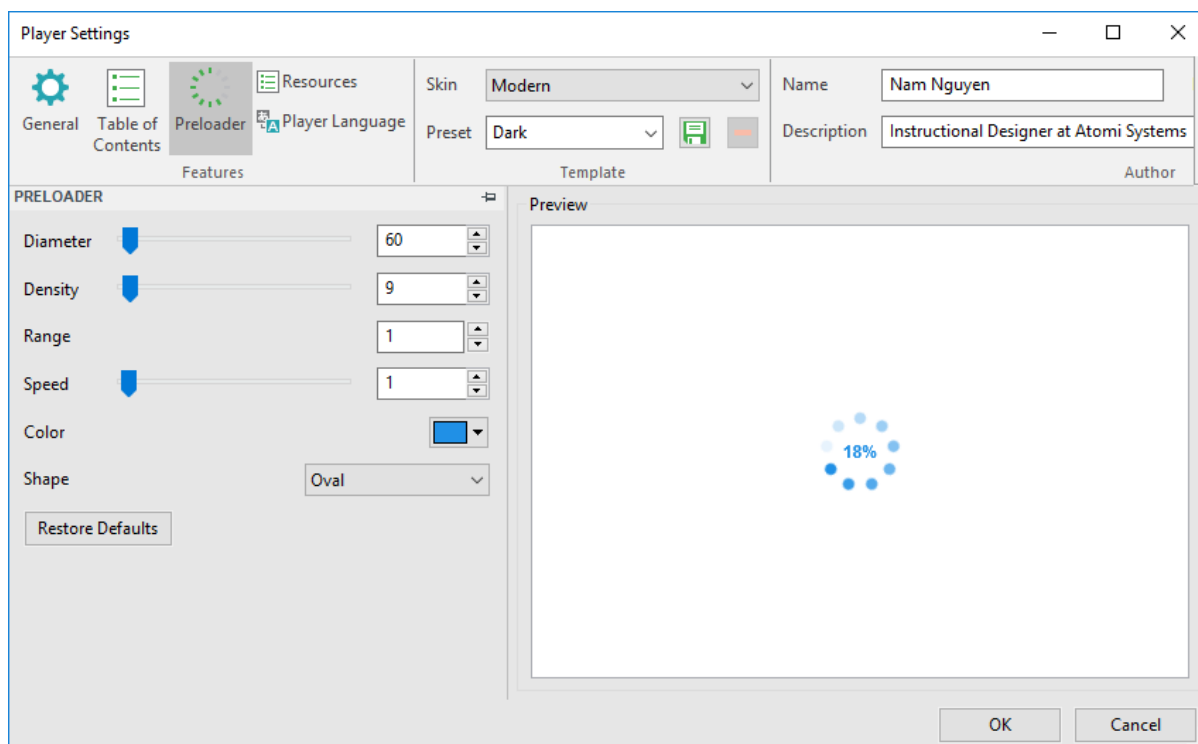 Player Settings
General
Table of
Contents
Preloader
Resources
Player Language
Features
Skin
Modern
Preset
Dark
Template
Name
Nam Nguyen
Description
Instructional Designer at Atomi Systems
Author
PRELOADER
Diameter
60
Density
9
Range
1
Speed
1
Color
Shape
Oval
Restore Defaults
Preview
18%
OK
Cancel